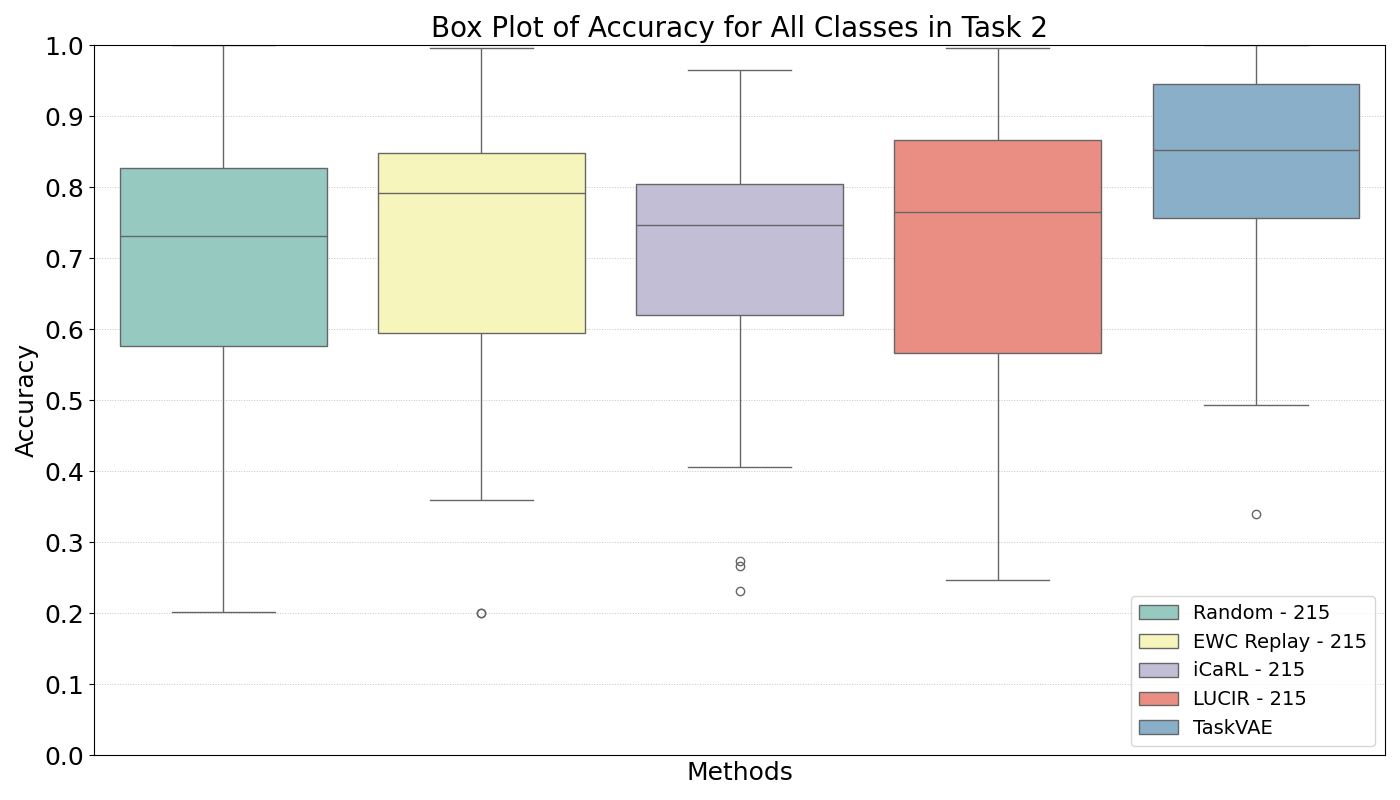 Box Plot of Accuracy for All Classes in Task 2
1.0
0.9
0.8
0.7
0.6
0.5
0.4
0.3
0.2
0.1
0.0
Accuracy
Methods
Random - 215
EWC Replay - 215
iCaRL - 215
LUCIR - 215
TaskVAE